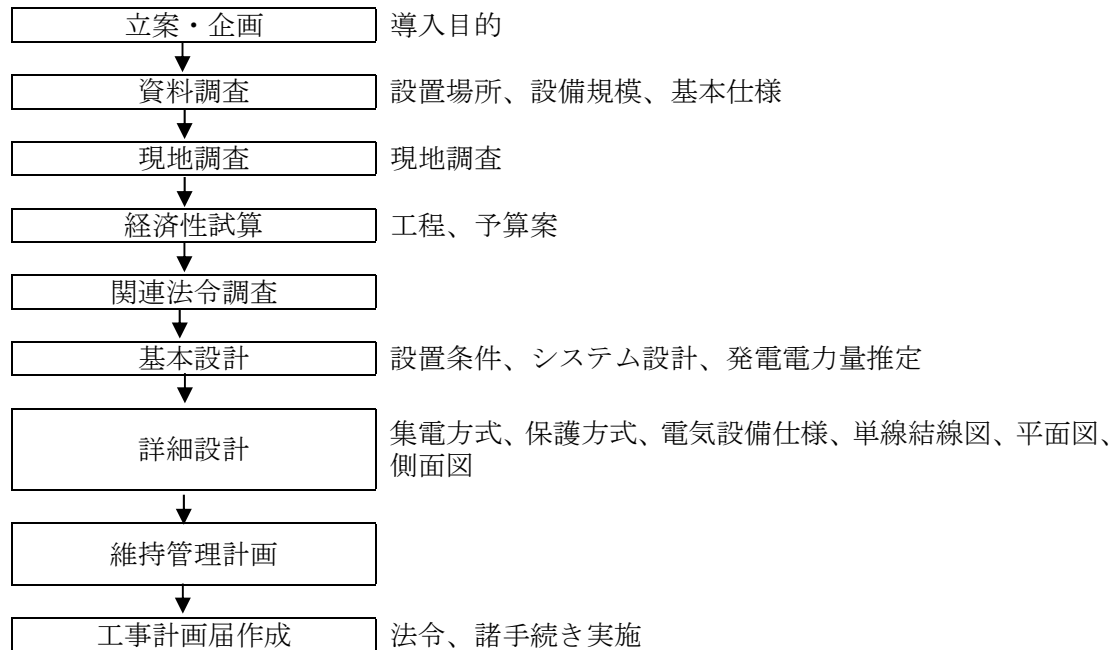 立案・企画 導入目的
資料調査 設置場所、設備規模、基本仕様
現地調査 現地調査
経済性試算 工程、予算案
関連法令調査
基本設計 設置条件、システム設計、発電電力量推定
詳細設計 集電方式、保護方式、電気設備仕様、単線結線図、平面図、
側面図
維持管理計画
工事計画届作成 法令、諸手続き実施